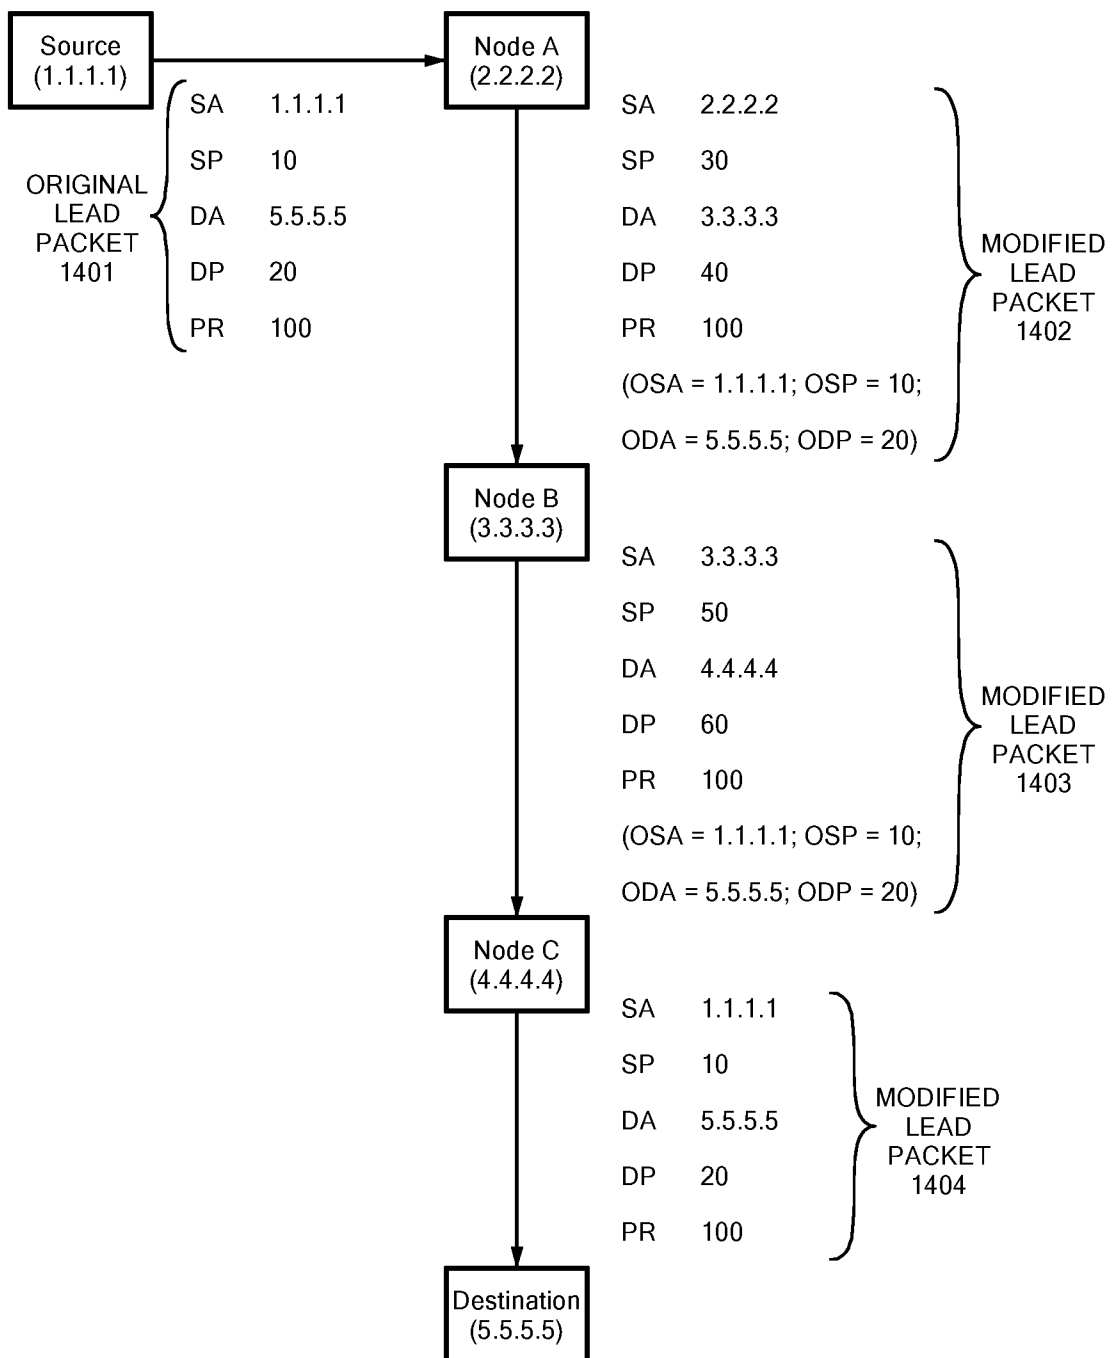 Source
(1.1.1.1)
Node A
(2.2.2.2)
ORIGINAL
LEAD
PACKET
1401
SA 1.1.1.1
SP 10
DA 5.5.5.5
DP 20
PR 100
SA 2.2.2.2
SP 30
DA 3.3.3.3
DP 40
PR 100
(OSA = 1.1.1.1; OSP = 10;
ODA = 5.5.5.5; ODP = 20)
MODIFIED
LEAD
PACKET
1402
Node B
(3.3.3.3)
SA 3.3.3.3
SP 50
DA 4.4.4.4
DP 60
PR 100
(OSA = 1.1.1.1; OSP = 10;
ODA = 5.5.5.5; ODP = 20)
MODIFIED
LEAD
PACKET
1403
Node C
(4.4.4.4)
SA 1.1.1.1
SP 10
DA 5.5.5.5
DP 20
PR 100
MODIFIED
LEAD
PACKET
1404
Destination
(5.5.5.5)